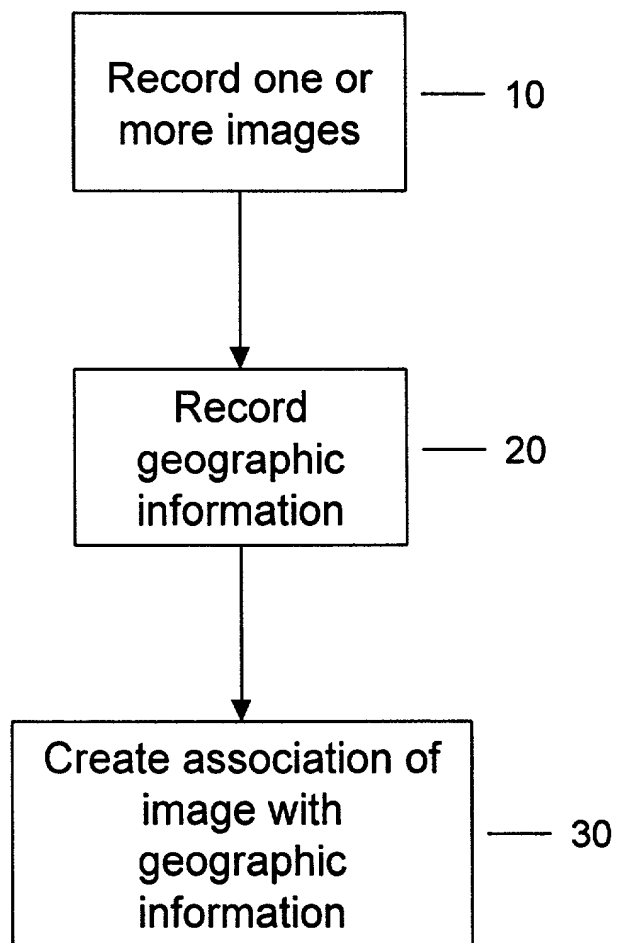 Record one or
more images
10
Record
geographic
information
20
Create association of
image with
geographic
information
30